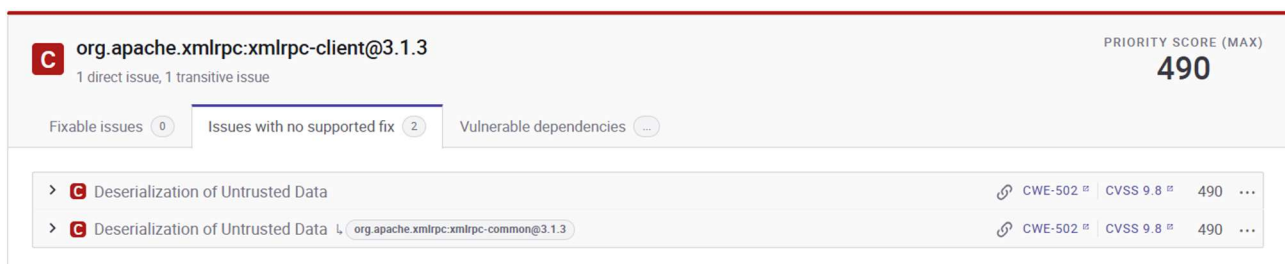 C org.apache.xmlrpc:xmlrpc-client@3.1.3
1 direct issue, 1 transitive issue
PRIORITY SCORE (MAX)
490
Fixable issues 0 Issues with no supported fix 2 Vulnerable dependencies ...
C Deserialization of Untrusted Data CWE-502 CVSS 9.8 490 ...
C Deserialization of Untrusted Data ↳ org.apache.xmlrpc:xmlrpc-common@3.1.3 CWE-502 CVSS 9.8 490 ...